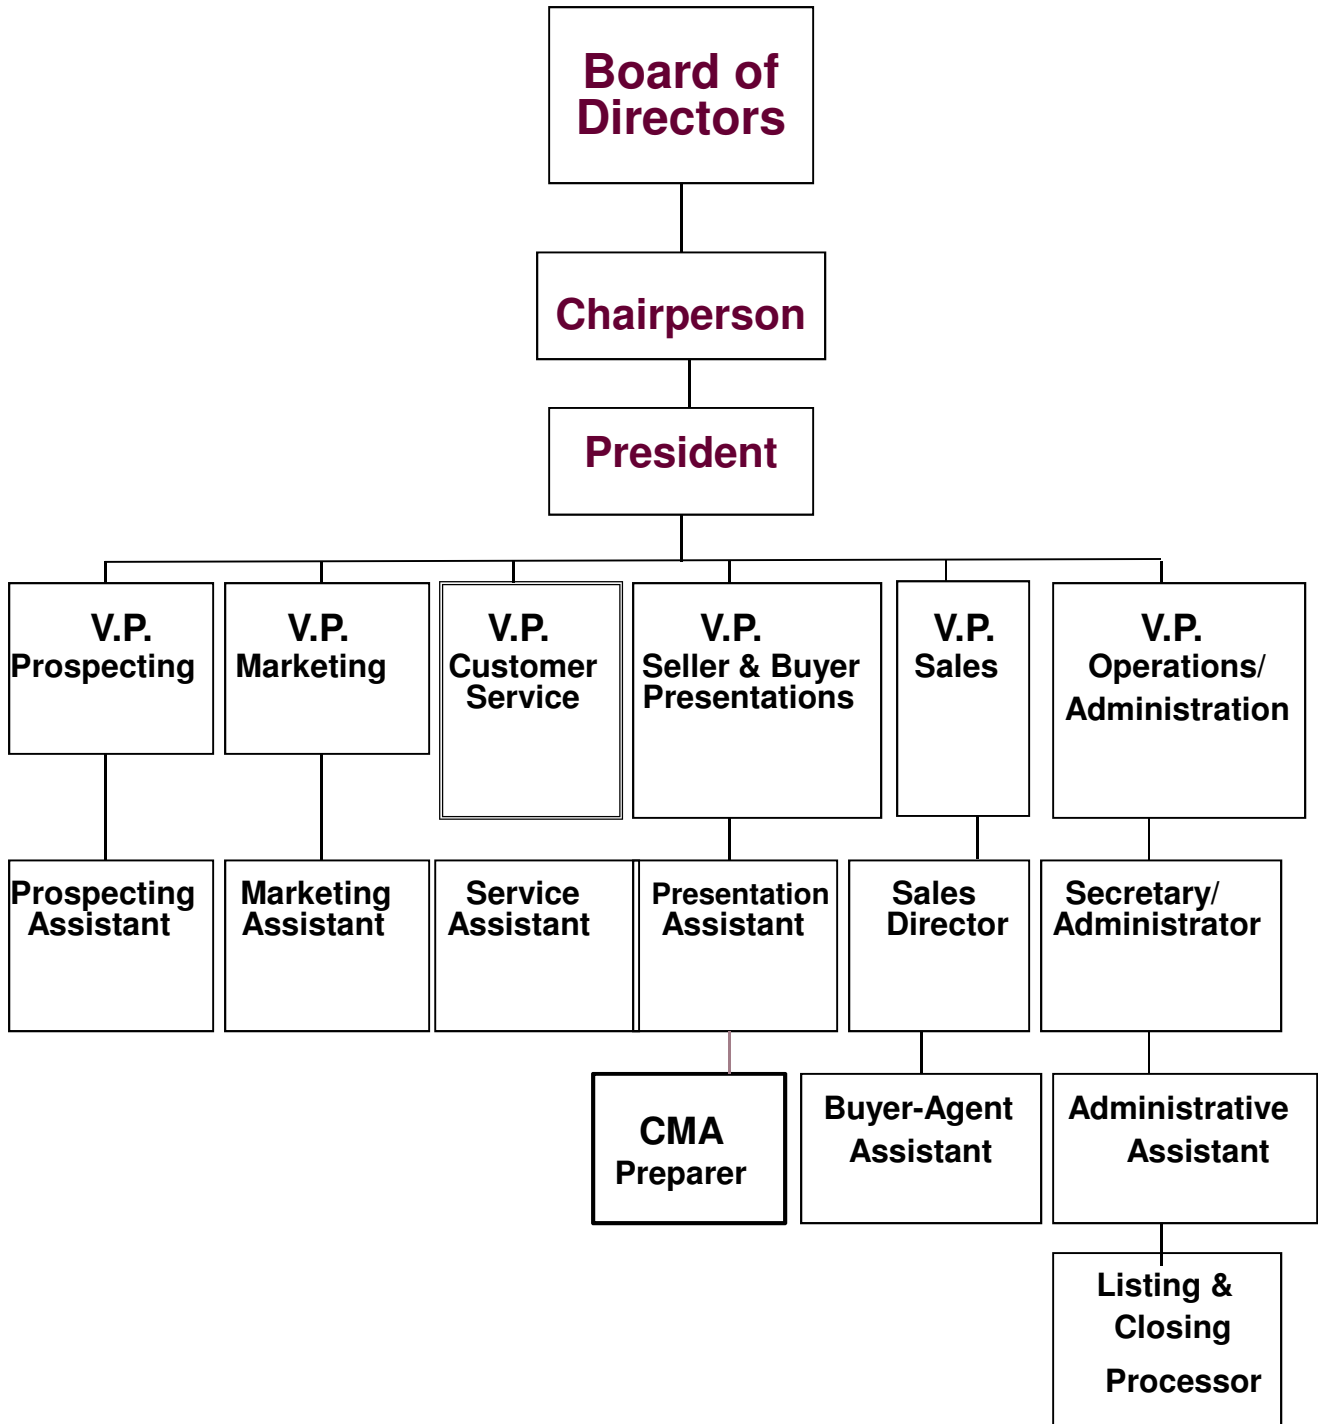 Board of
Directors
Chairperson
President
V.P.
Prospecting
V.P.
Marketing
V.P.
Customer
Service
V.P.
Seller & Buyer
Presentations
V.P.
Sales
V.P.
Operations/
Administration
Prospecting
Assistant
Marketing
Assistant
Service
Assistant
Presentation
Assistant
Sales
Director
Secretary/
Administrator
CMA
Preparer
Buyer-Agent
Assistant
Administrative
Assistant
Listing &
Closing
Processor